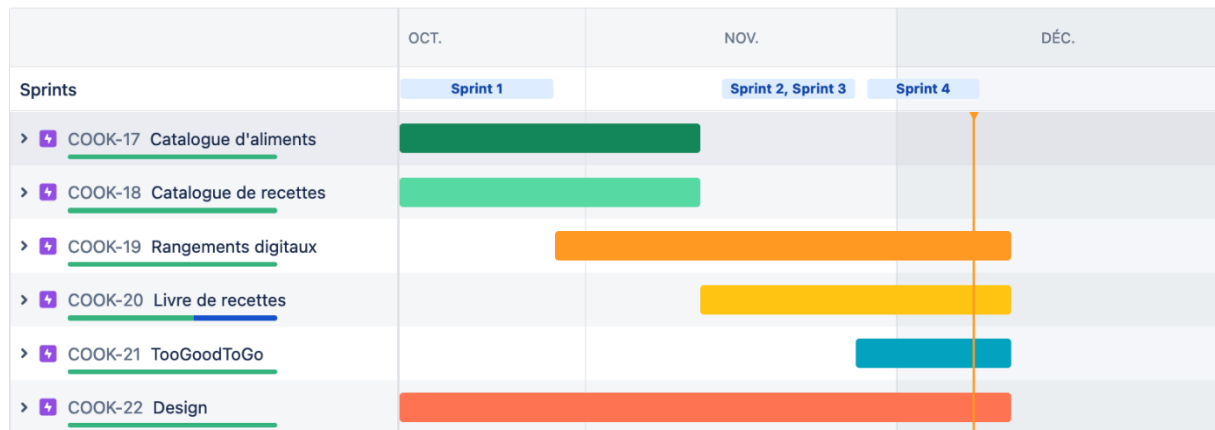 OCT. NOV. DÉC.
Sprints Sprint 1 Sprint 2, Sprint 3 Sprint 4
COOK-17 Catalogue d'aliments
COOK-18 Catalogue de recettes
COOK-19 Rangements digitaux
COOK-20 Livre de recettes
COOK-21 TooGoodToGo
COOK-22 Design